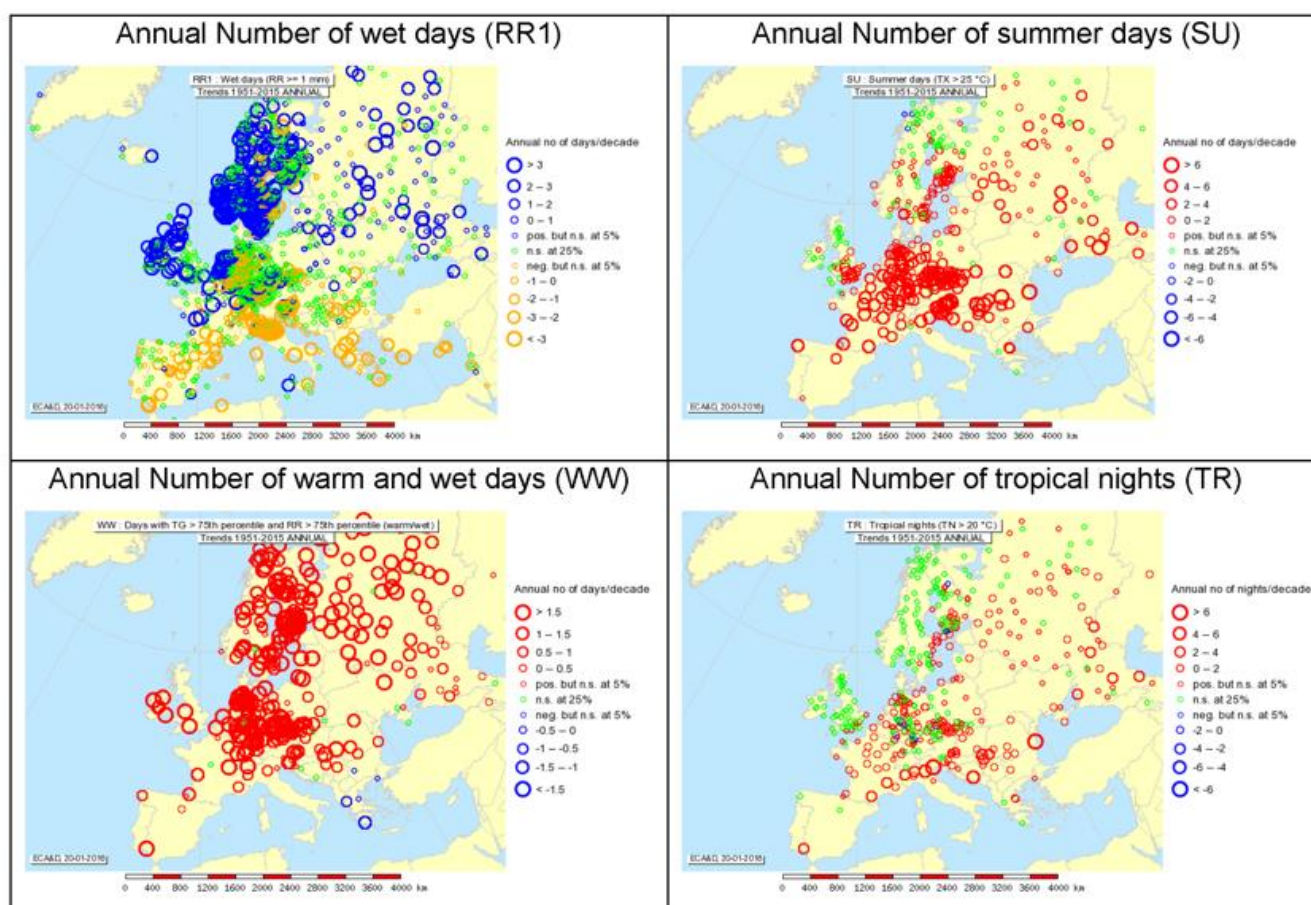 Annual Number of wet days (RR1)
RR1 : Wet days (RR >= 1 mm)
Trends 1951-2015 ANNUAL
Annual no of days/decade
> 3
2 – 3
1 – 2
0 – 1
pos. but n.s. at 5%
n.s. at 25%
neg. but n.s. at 5%
-1 – 0
-2 – -1
-3 – -2
< -3
ECA&D, 20-01-2016
0 400 800 1200 1600 2000 2400 2800 3200 3600 4000 km
Annual Number of summer days (SU)
SU : Summer days (TX > 25 °C)
Trends 1951-2015 ANNUAL
Annual no of days/decade
> 6
4 – 6
2 – 4
0 – 2
pos. but n.s. at 5%
n.s. at 25%
neg. but n.s. at 5%
-2 – 0
-4 – -2
-6 – -4
< -6
ECA&D, 20-01-2016
0 400 800 1200 1600 2000 2400 2800 3200 3600 4000 km
Annual Number of warm and wet days (WW)
WW : Days with TG > 75th percentile and RR > 75th percentile (warm/wet)
Trends 1951-2015 ANNUAL
Annual no of days/decade
> 1.5
1 – 1.5
0.5 – 1
0 – 0.5
pos. but n.s. at 5%
n.s. at 25%
neg. but n.s. at 5%
-0.5 – 0
-1 – -0.5
-1.5 – -1
< -1.5
ECA&D, 20-01-2016
0 400 800 1200 1600 2000 2400 2800 3200 3600 4000 km
Annual Number of tropical nights (TR)
TR : Tropical nights (TN > 20 °C)
Trends 1951-2015 ANNUAL
Annual no of nights/decade
> 6
4 – 6
2 – 4
0 – 2
pos. but n.s. at 5%
n.s. at 25%
neg. but n.s. at 5%
-2 – 0
-4 – -2
-6 – -4
< -6
ECA&D, 20-01-2016
0 400 800 1200 1600 2000 2400 2800 3200 3600 4000 km